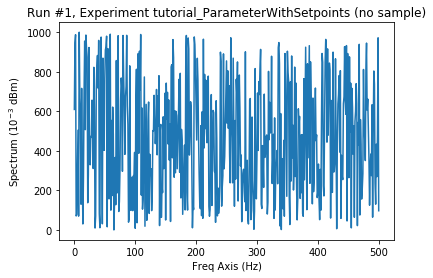 Run #1, Experiment tutorial_ParameterWithSetpoints (no sample)
1000
800
600
400
200
0
Spectrum (10⁻³ dBm)
0 100 200 300 400 500
Freq Axis (Hz)